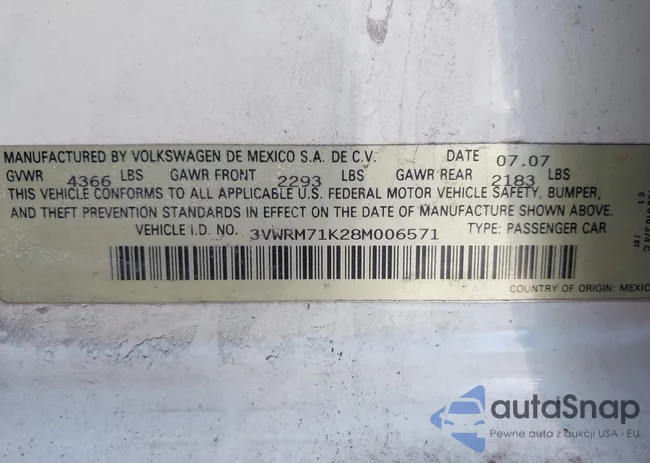 MANUFACTURED BY VOLKSWAGEN DE MEXICO S.A. DE C.V. DATE 07.07
GVWR 4366 LBS GAWR FRONT 2293 LBS GAWR REAR 2183 LBS
THIS VEHICLE CONFORMS TO ALL APPLICABLE U.S. FEDERAL MOTOR VEHICLE SAFETY, BUMPER,
AND THEFT PREVENTION STANDARDS IN EFFECT ON THE DATE OF MANUFACTURE SHOWN ABOVE.
VEHICLE I.D. NO. 3VWRM71K28M006571 TYPE: PASSENGER CAR
COUNTRY OF ORIGIN: MEXIC
autaSnap
Pewne auta z aukcji USA · EU